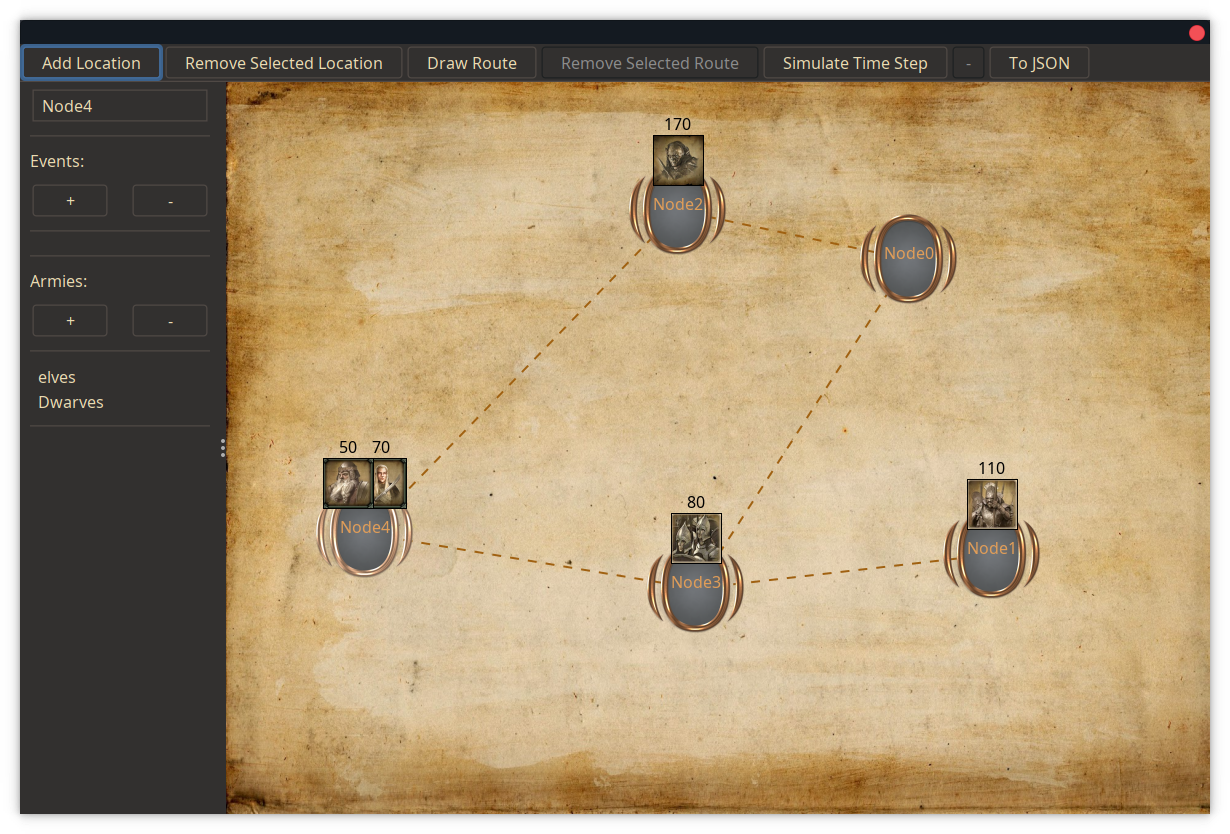 Add Location Remove Selected Location Draw Route Remove Selected Route Simulate Time Step - To JSON
Node4
Events:
+ -
Armies:
+ -
elves
Dwarves
170
Node2
Node0
50 70
Node4
80
Node3
110
Node1